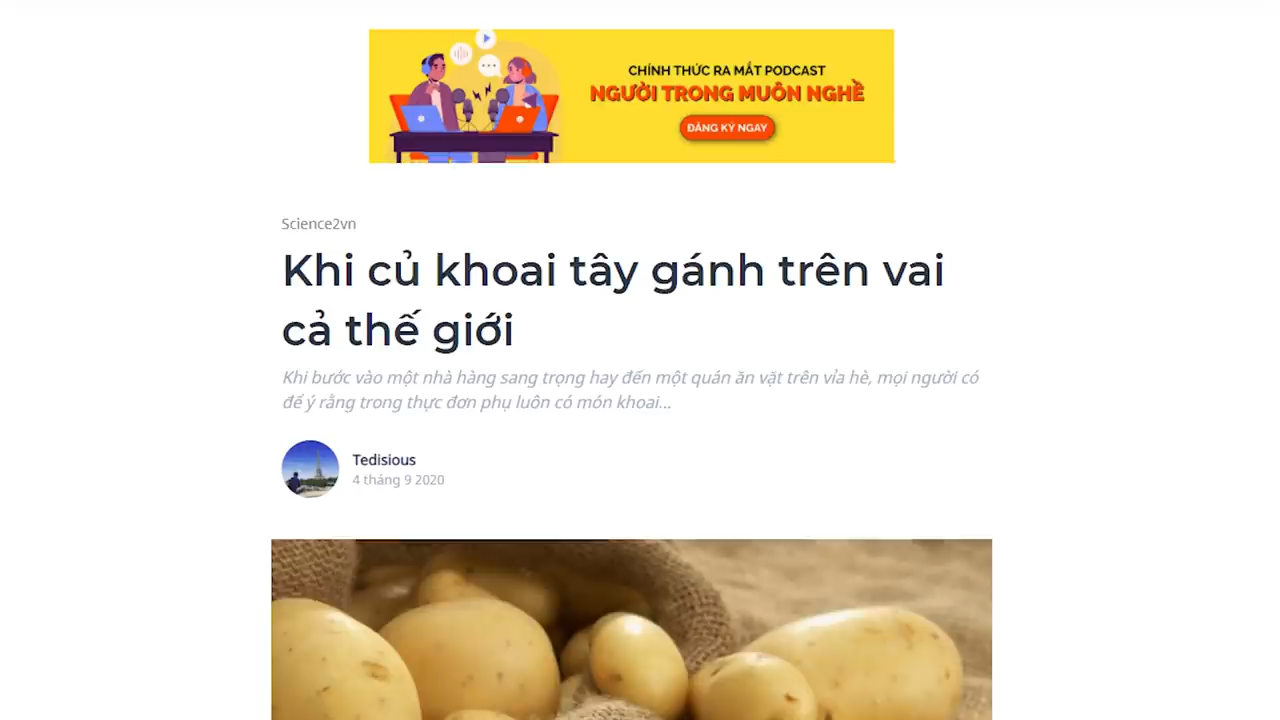 CHÍNH THỨC RA MẮT PODCAST
NGƯỜI TRONG MUÔN NGHỀ
ĐĂNG KÝ NGAY
Science2vn
Khi củ khoai tây gánh trên vai
cả thế giới
Khi bước vào một nhà hàng sang trọng hay đến một quán ăn vặt trên vỉa hè, mọi người có
để ý rằng trong thực đơn phụ luôn có món khoai...
Tedisious
4 tháng 9 2020